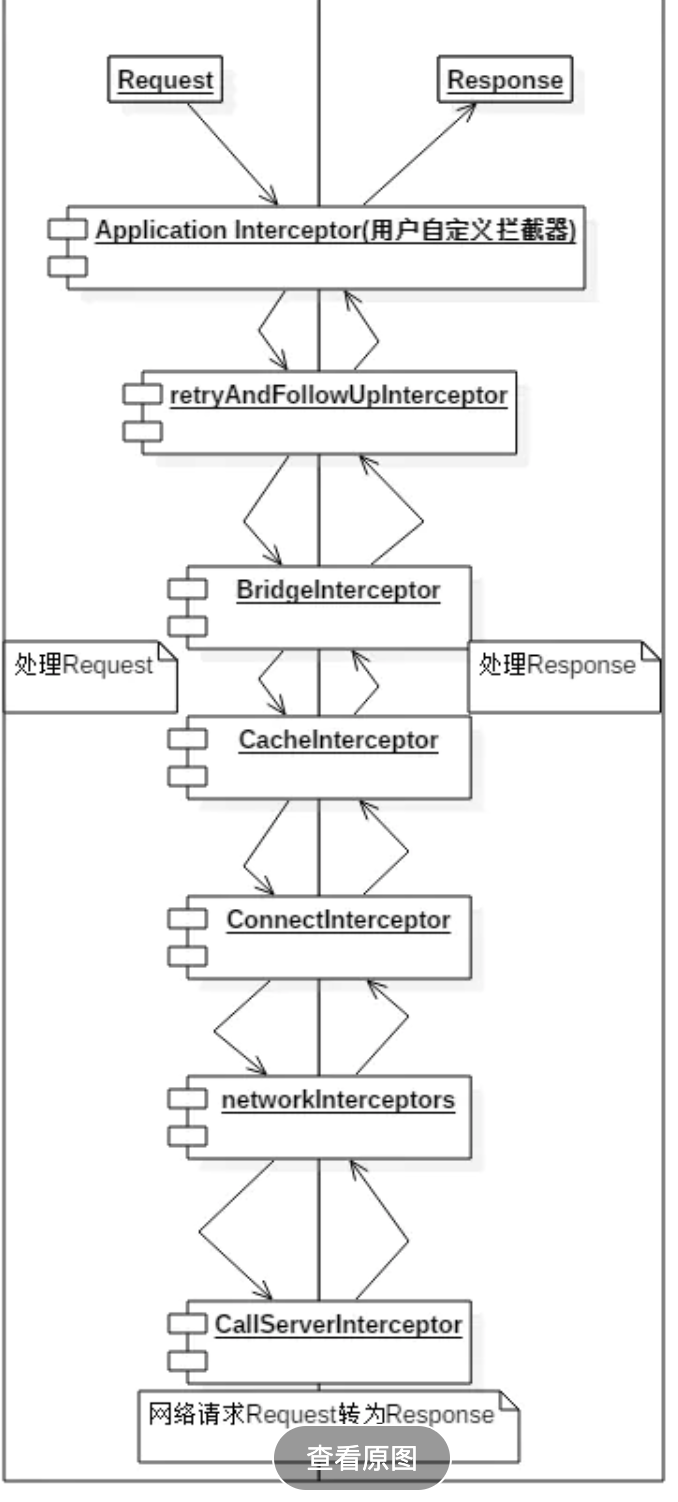 Request
Response
Application Interceptor(用户自定义拦截器)
retryAndFollowUpInterceptor
BridgeInterceptor
处理Request
处理Response
CacheInterceptor
ConnectInterceptor
networkInterceptors
CallServerInterceptor
网络请求Request转为Response
查看原图